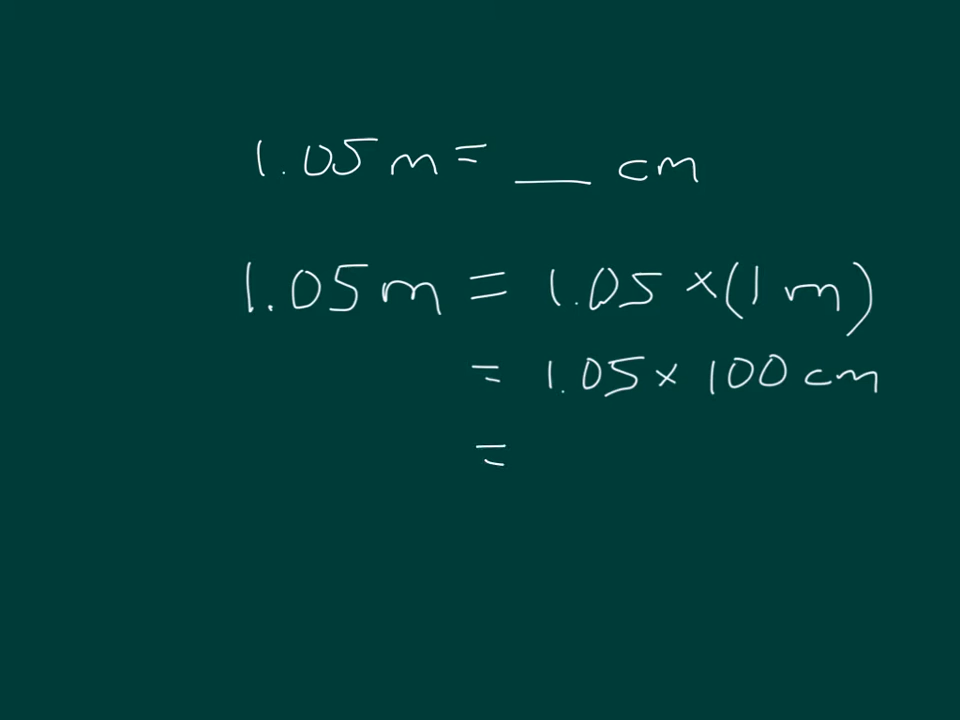 1.05 m = __ cm
1.05 m = 1.05 × (1 m)
= 1.05 × 100 cm
=